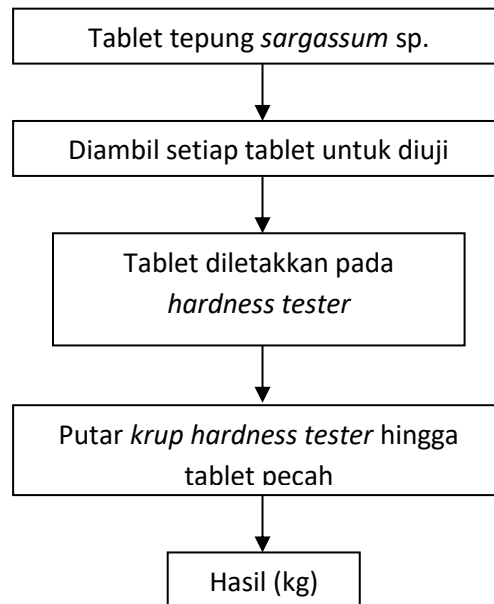 Tablet tepung sargassum sp.
Diambil setiap tablet untuk diuji
Tablet diletakkan pada
hardness tester
Putar krup hardness tester hingga
tablet pecah
Hasil (kg)